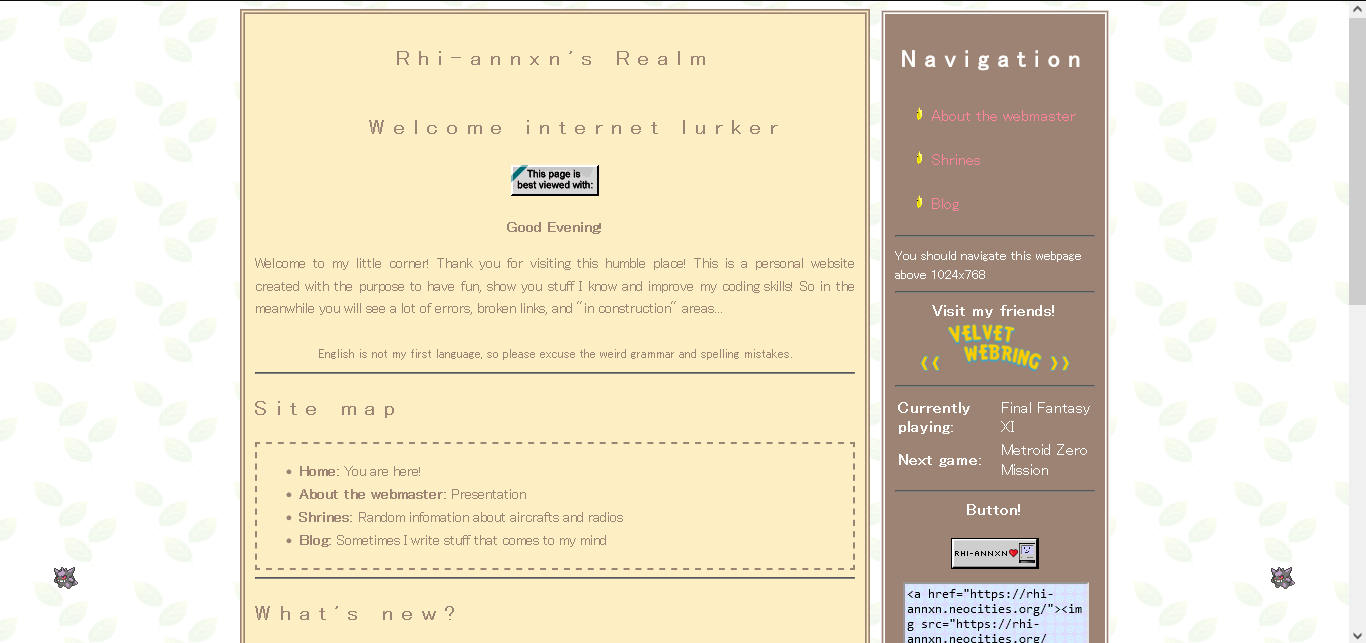 Rhi-annxn's Realm
Welcome internet lurker
This page is
best viewed with:
Good Evening!
Welcome to my little corner! Thank you for visiting this humble place! This is a personal website
created with the purpose to have fun, show you stuff I know and improve my coding skills! So in the
meanwhile you will see a lot of errors, broken links, and "in construction" areas...
English is not my first language, so please excuse the weird grammar and spelling mistakes.
Site map
• Home: You are here!
• About the webmaster: Presentation
• Shrines: Random infomation about aircrafts and radios
• Blog: Sometimes I write stuff that comes to my mind
What's new?
Navigation
About the webmaster
Shrines
Blog
You should navigate this webpage
above 1024x768
Visit my friends!
VELVET
<< WEBRING >>
Currently playing: Final Fantasy XI
Next game: Metroid Zero Mission
Button!
RHI-ANNXN
<a href="https://rhi-
annxn.neocities.org/"><im
g src="https://rhi-
annxn.neocities.org/